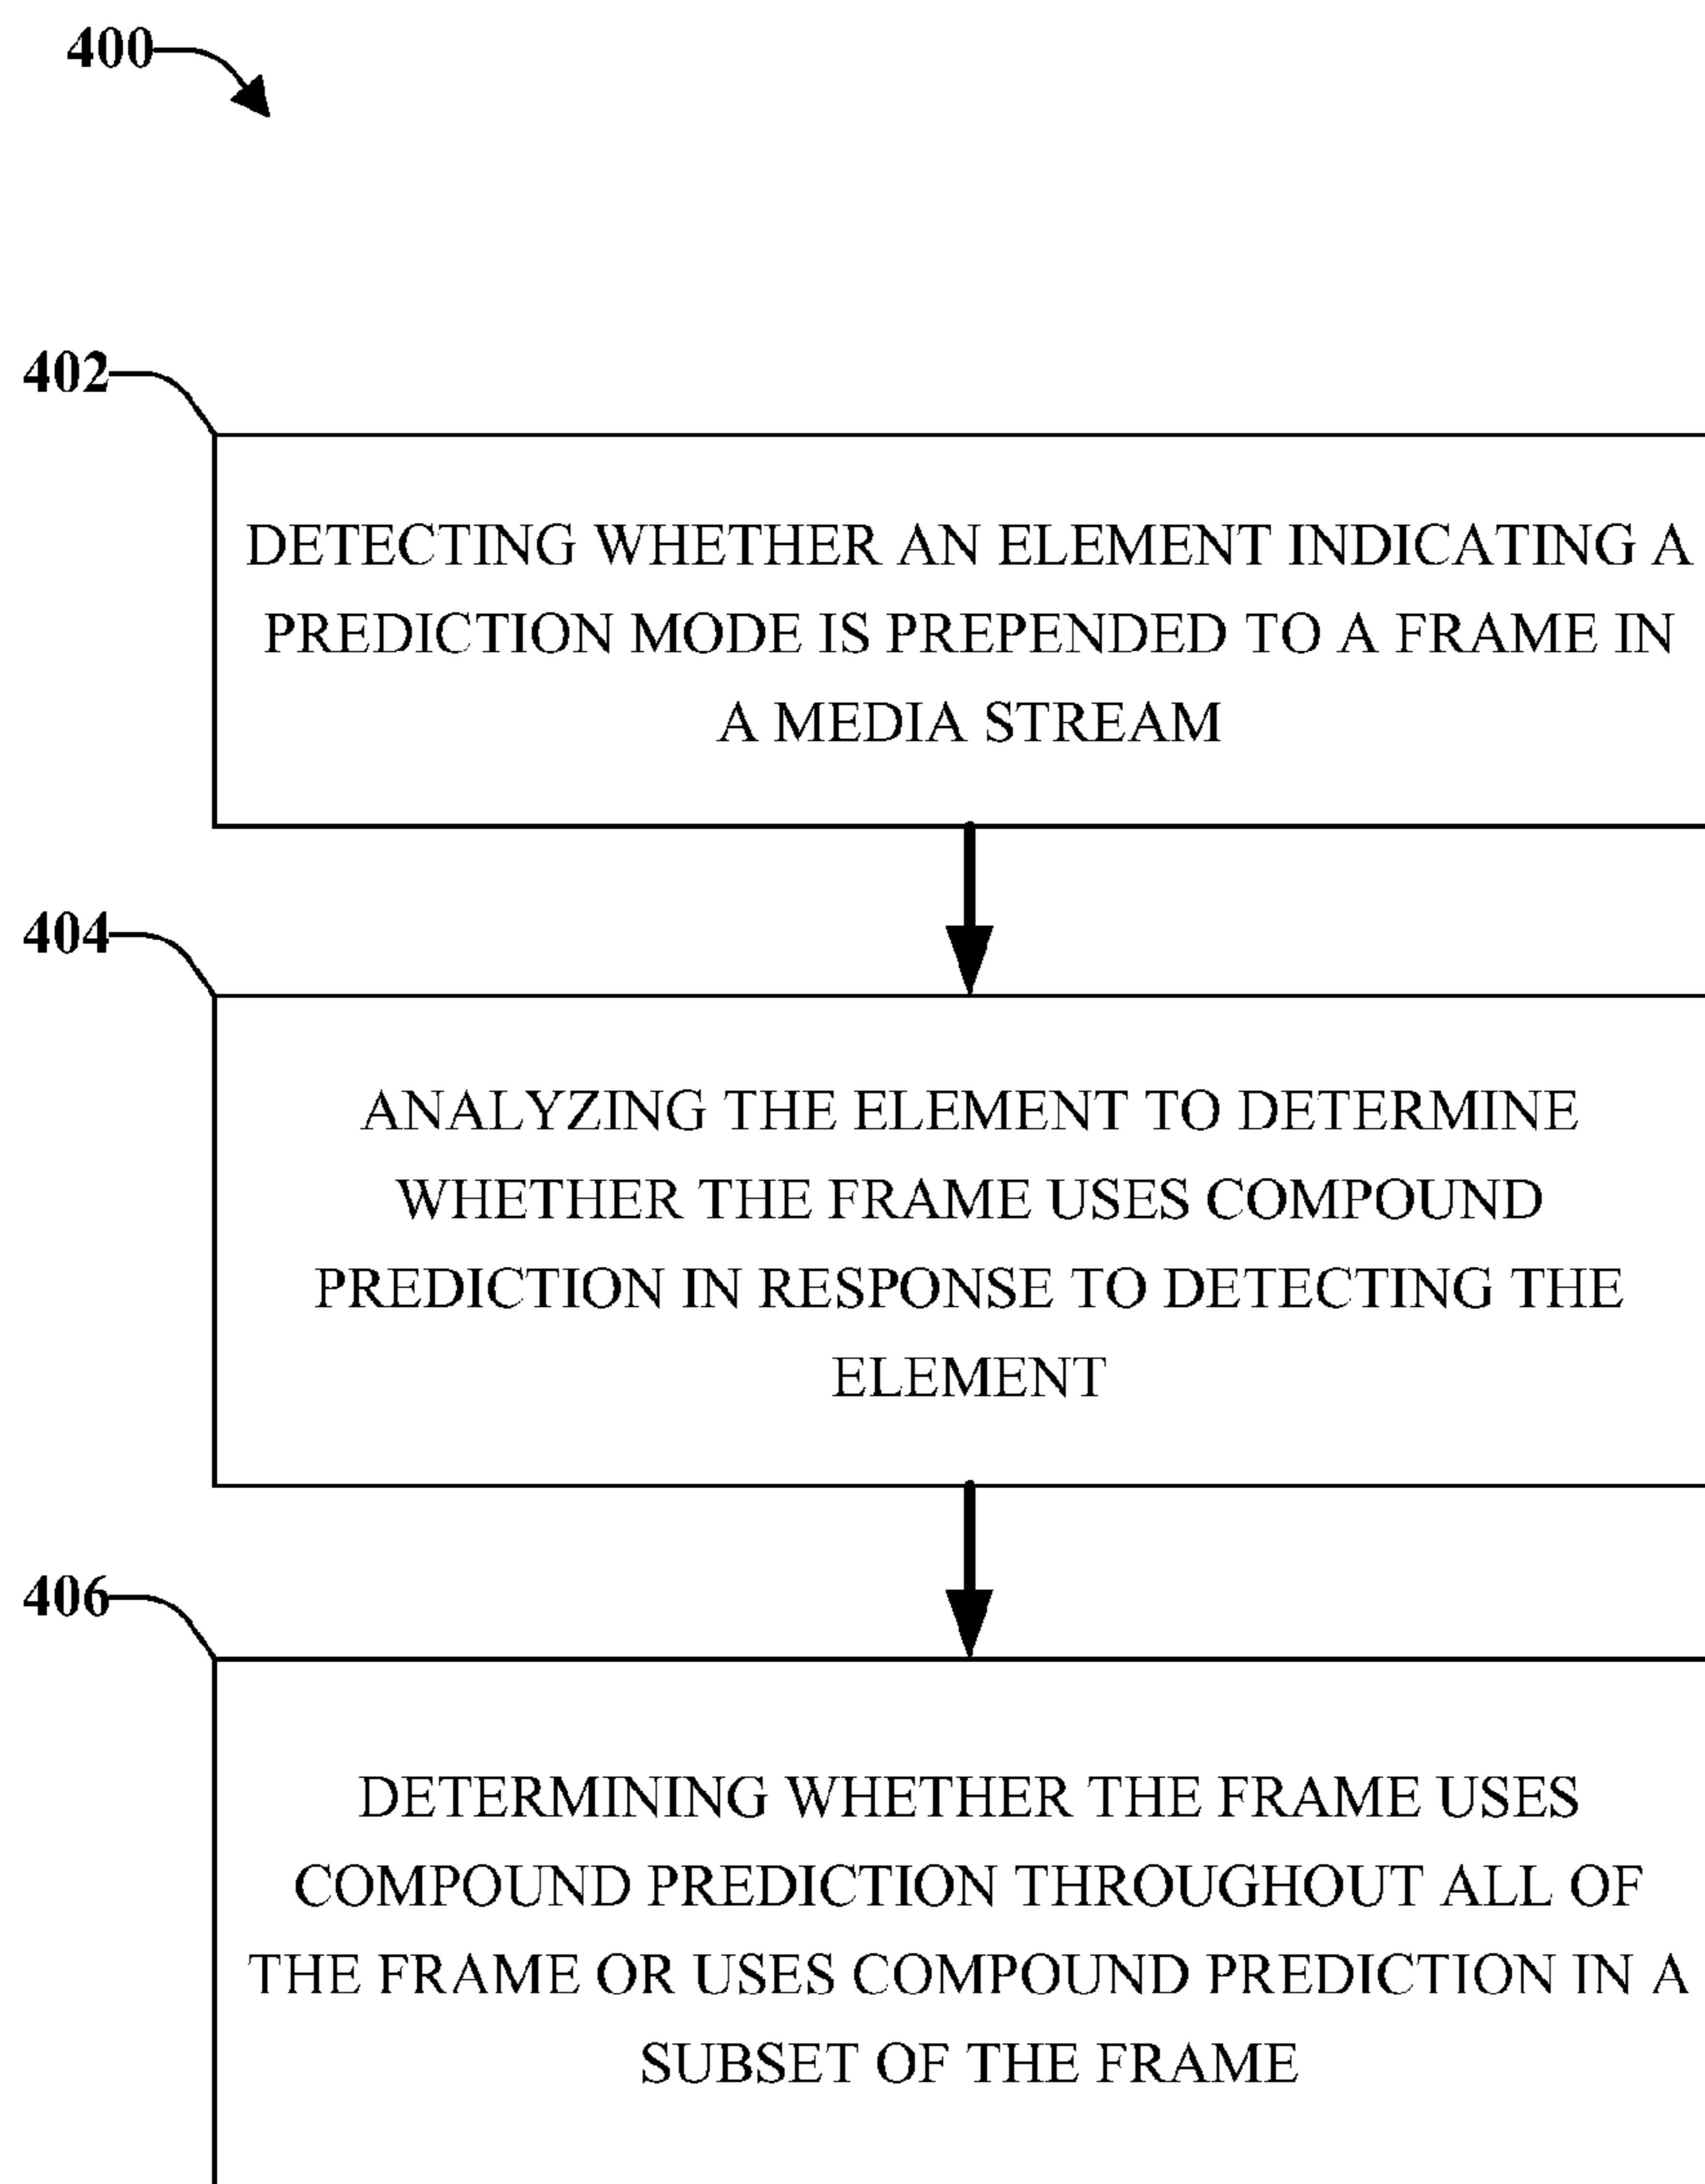 400
402
DETECTING WHETHER AN ELEMENT INDICATING A
PREDICTION MODE IS PREPENDED TO A FRAME IN
A MEDIA STREAM
404
ANALYZING THE ELEMENT TO DETERMINE
WHETHER THE FRAME USES COMPOUND
PREDICTION IN RESPONSE TO DETECTING THE
ELEMENT
406
DETERMINING WHETHER THE FRAME USES
COMPOUND PREDICTION THROUGHOUT ALL OF
THE FRAME OR USES COMPOUND PREDICTION IN A
SUBSET OF THE FRAME